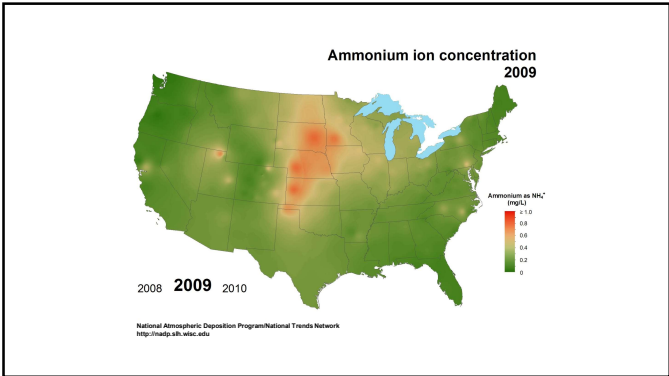 Ammonium ion concentration
2009
Ammonium as NH₄⁺
(mg/L)
≥ 1.0
0.8
0.6
0.4
0.2
0
2008 2009 2010
National Atmospheric Deposition Program/National Trends Network
http://nadp.slh.wisc.edu